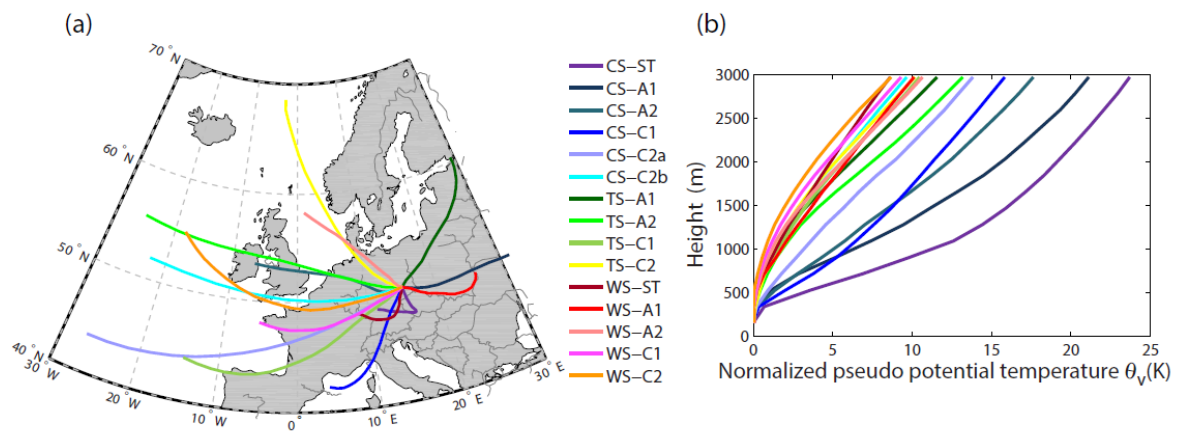 (a)
(b)
70 °N
60 °N
50 °N
40 °N
30 °W
20 °W
10 °W
0 °
10 ° E
20 ° E
30 ° E
CS−ST
CS−A1
CS−A2
CS−C1
CS−C2a
CS−C2b
TS−A1
TS−A2
TS−C1
TS−C2
WS−ST
WS−A1
WS−A2
WS−C1
WS−C2
Height (m)
3000
2500
2000
1500
1000
500
0
0 5 10 15 20 25
Normalized pseudo potential temperature θv(K)